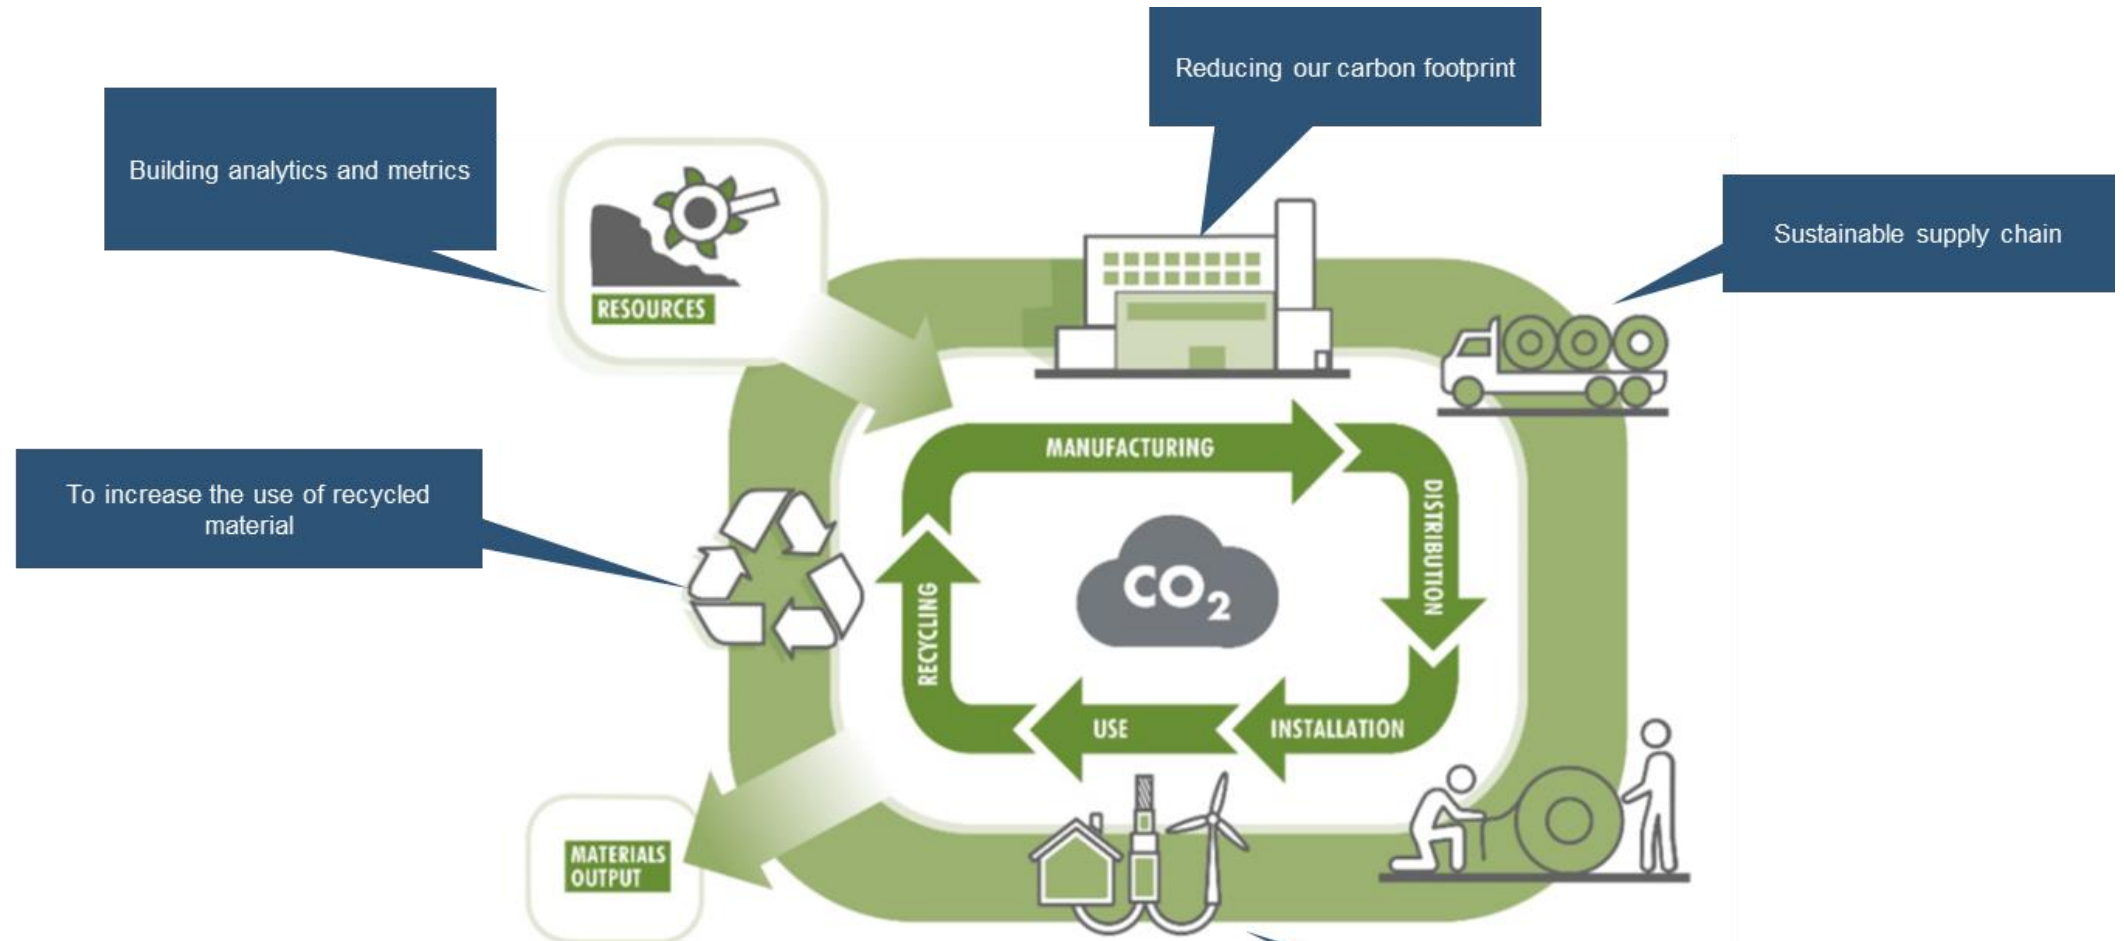 Reducing our carbon footprint
Building analytics and metrics
Sustainable supply chain
RESOURCES
MANUFACTURING
DISTRIBUTION
To increase the use of recycled
material
CO₂
RECYCLING
USE
INSTALLATION
MATERIALS
OUTPUT